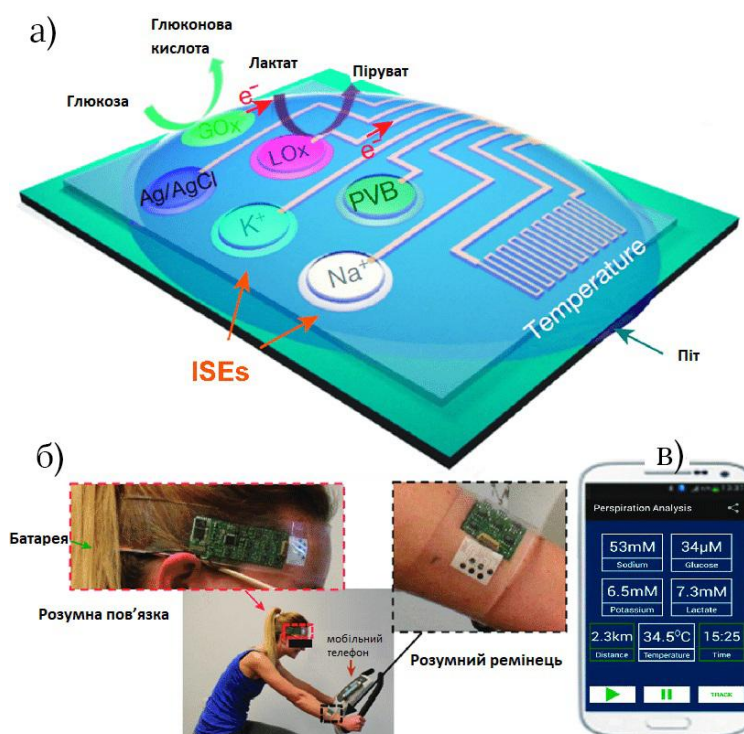 а)
Глюконова
кислота
Лактат
Піруват
Глюкоза
e⁻
GOx
LOx
e⁻
Ag/AgCl
PVB
K⁺
Na⁺
Temperature
ISEs
Піт
б)
Батарея
Розумна пов’язка
мобільний
телефон
Розумний ремінець
в)
Perspiration Analysis
53mM
Sodium
34µM
Glucose
6.5mM
Potassium
7.3mM
Lactate
2.3km
Distance
34.5⁰C
Temperature
15:25
Time
TRACK